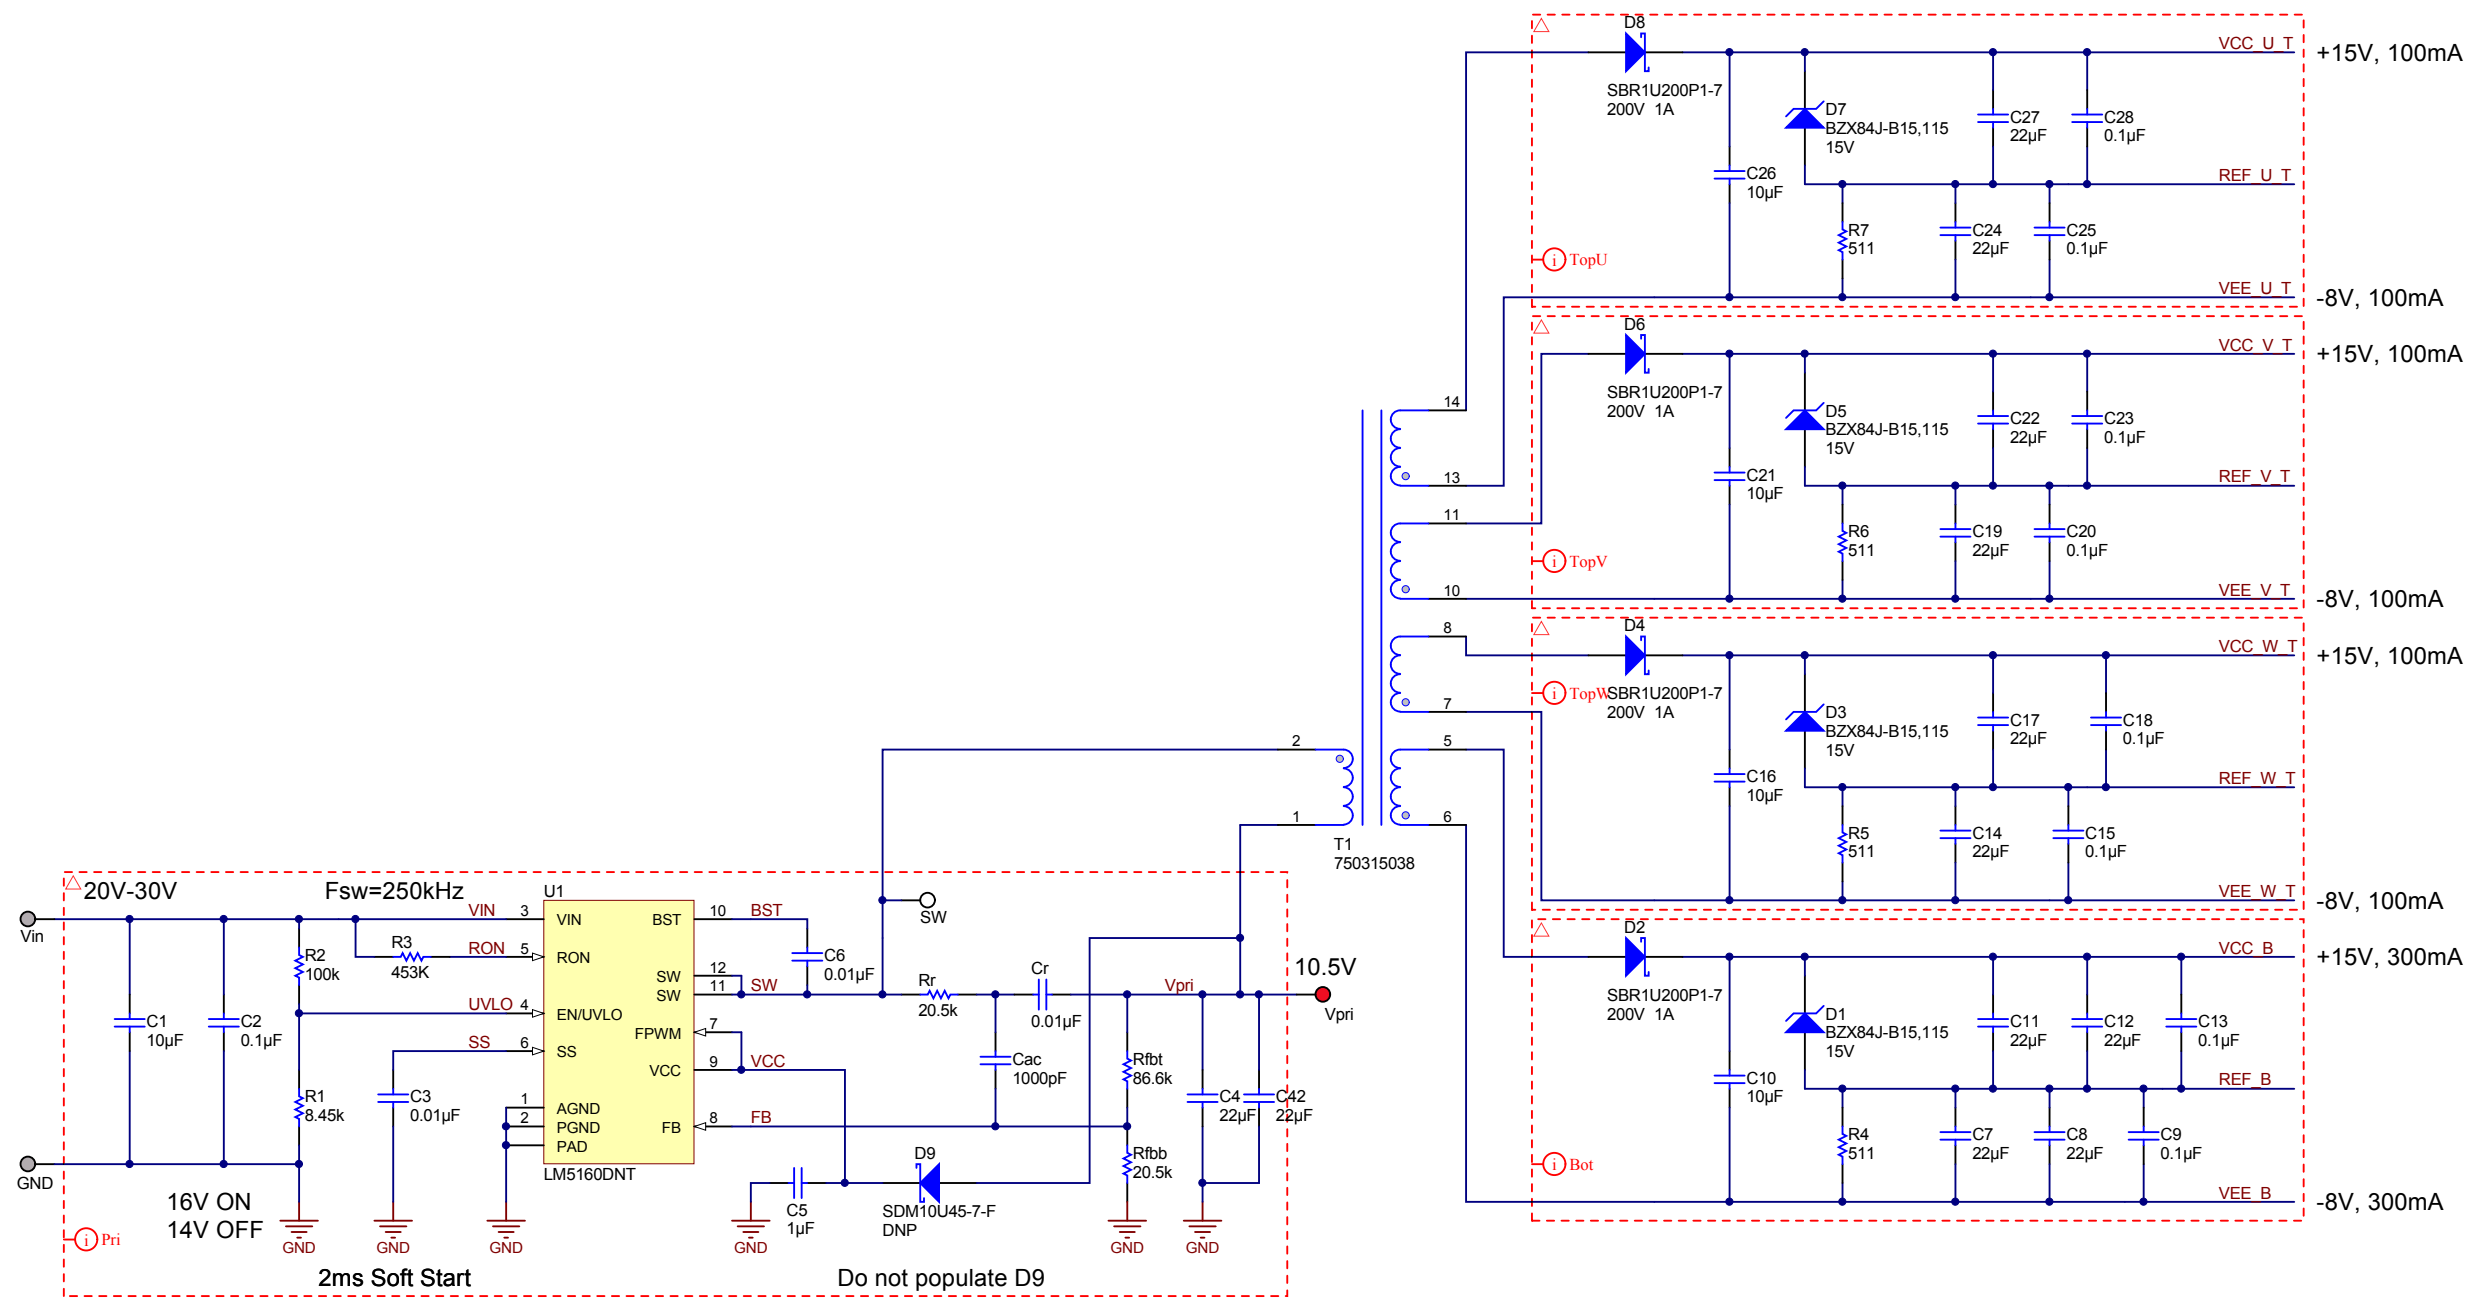 D8
VCC_U_T
+15V, 100mA
SBR1U200P1-7
200V 1A
D7
BZX84J-B15,115
15V
C27
22µF
C28
0.1µF
C26
10µF
REF_U_T
R7
511
C24
22µF
C25
0.1µF
i TopU
VEE_U_T
-8V, 100mA
D6
VCC_V_T
+15V, 100mA
SBR1U200P1-7
200V 1A
D5
BZX84J-B15,115
15V
C22
22µF
C23
0.1µF
C21
10µF
REF_V_T
R6
511
C19
22µF
C20
0.1µF
i TopV
VEE_V_T
-8V, 100mA
D4
VCC_W_T
+15V, 100mA
i TopW
SBR1U200P1-7
200V 1A
D3
BZX84J-B15,115
15V
C17
22µF
C18
0.1µF
C16
10µF
REF_W_T
R5
511
C14
22µF
C15
0.1µF
VEE_W_T
-8V, 100mA
D2
VCC_B
+15V, 300mA
SBR1U200P1-7
200V 1A
D1
BZX84J-B15,115
15V
C11
22µF
C12
22µF
C13
0.1µF
C10
10µF
REF_B
R4
511
C7
22µF
C8
22µF
C9
0.1µF
i Bot
VEE_B
-8V, 300mA
14
13
11
10
8
7
2
5
1
6
T1
750315038
20V-30V
Fsw=250kHz
U1
Vin
VIN
3
VIN
BST
10
BST
SW
R3
453K
RON
5
RON
C6
0.01µF
R2
100k
SW
12
SW
11
SW
Rr
20.5k
Cr
0.01µF
Vpri
10.5V
Vpri
UVLO
4
EN/UVLO
FPWM
7
C1
10µF
C2
0.1µF
SS
6
SS
VCC
9
VCC
Cac
1000pF
Rfbt
86.6k
R1
8.45k
C3
0.01µF
1
AGND
2
PGND
PAD
FB
8
FB
C4
22µF
C42
22µF
LM5160DNT
GND
D9
SDM10U45-7-F
DNP
C5
1µF
Rfbb
20.5k
16V ON
14V OFF
GND
GND
GND
GND
GND
GND
i Pri
2ms Soft Start
Do not populate D9